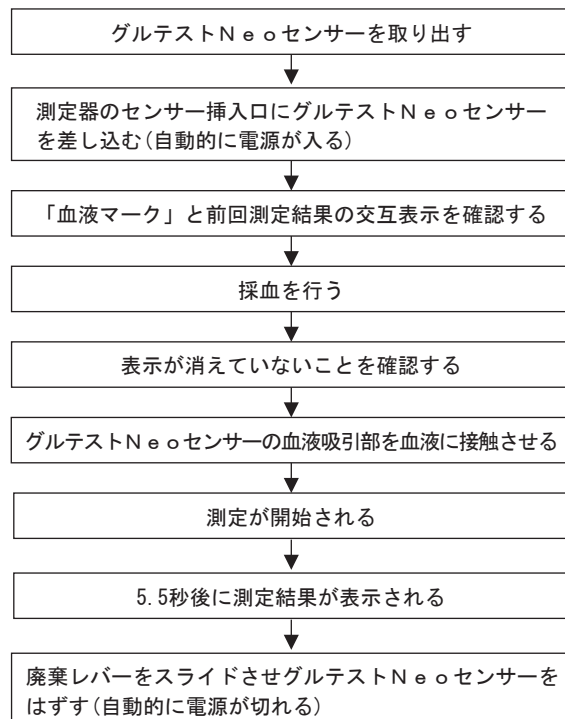 グルテストＮｅｏセンサーを取り出す
測定器のセンサー挿入口にグルテストＮｅｏセンサー
を差し込む(自動的に電源が入る)
「血液マーク」と前回測定結果の交互表示を確認する
採血を行う
表示が消えていないことを確認する
グルテストＮｅｏセンサーの血液吸引部を血液に接触させる
測定が開始される
5.5秒後に測定結果が表示される
廃棄レバーをスライドさせグルテストＮｅｏセンサーを
はずす(自動的に電源が切れる)